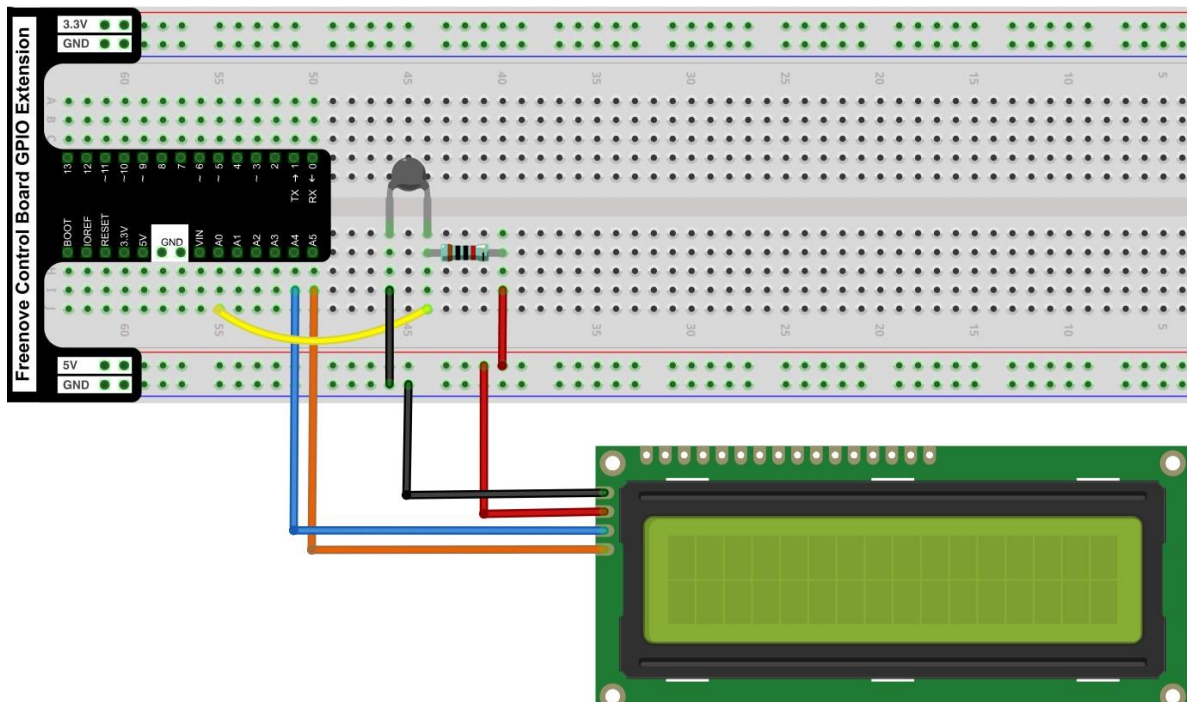 Freenove Control Board GPIO Extension
3.3V
GND
60 55 50 45 40 35 30 25 20 15 10 5
A
B
C
13 12 ~11 ~10 ~9 8 7 ~6 ~5 4 ~3 2 TX→1 RX←0
BOOT IOREF RESET 3.3V 5V GND VIN A0 A1 A2 A3 A4 A5
H
I
J
60 55 50 45 40 35 30 25 20 15 10 5
5V
GND